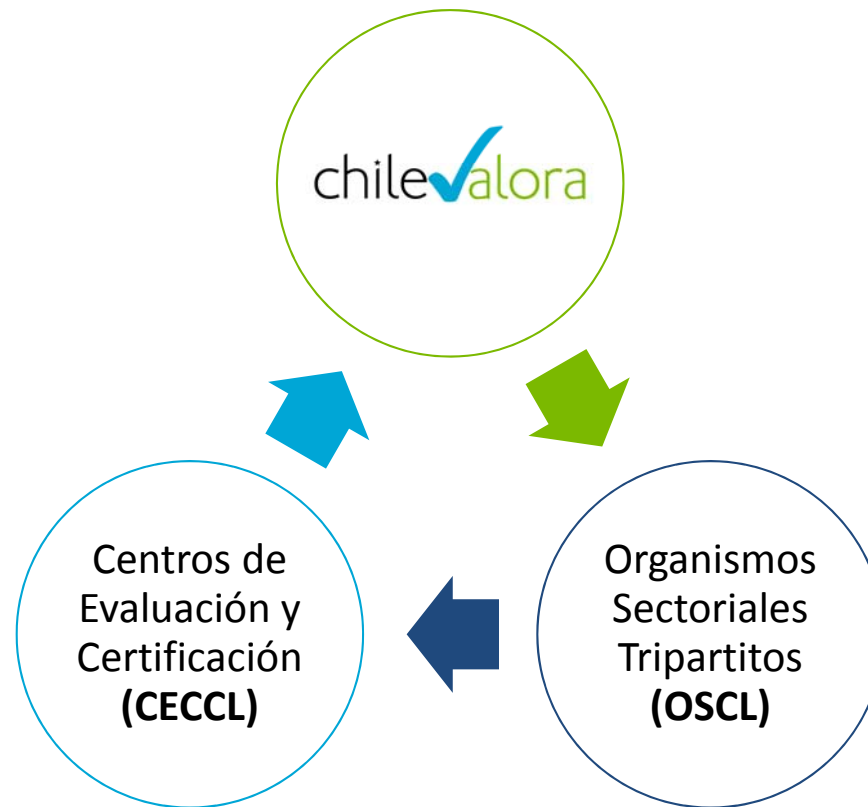 chilevalora
Centros de
Evaluación y
Certificación
(CECCL)
Organismos
Sectoriales
Tripartitos
(OSCL)